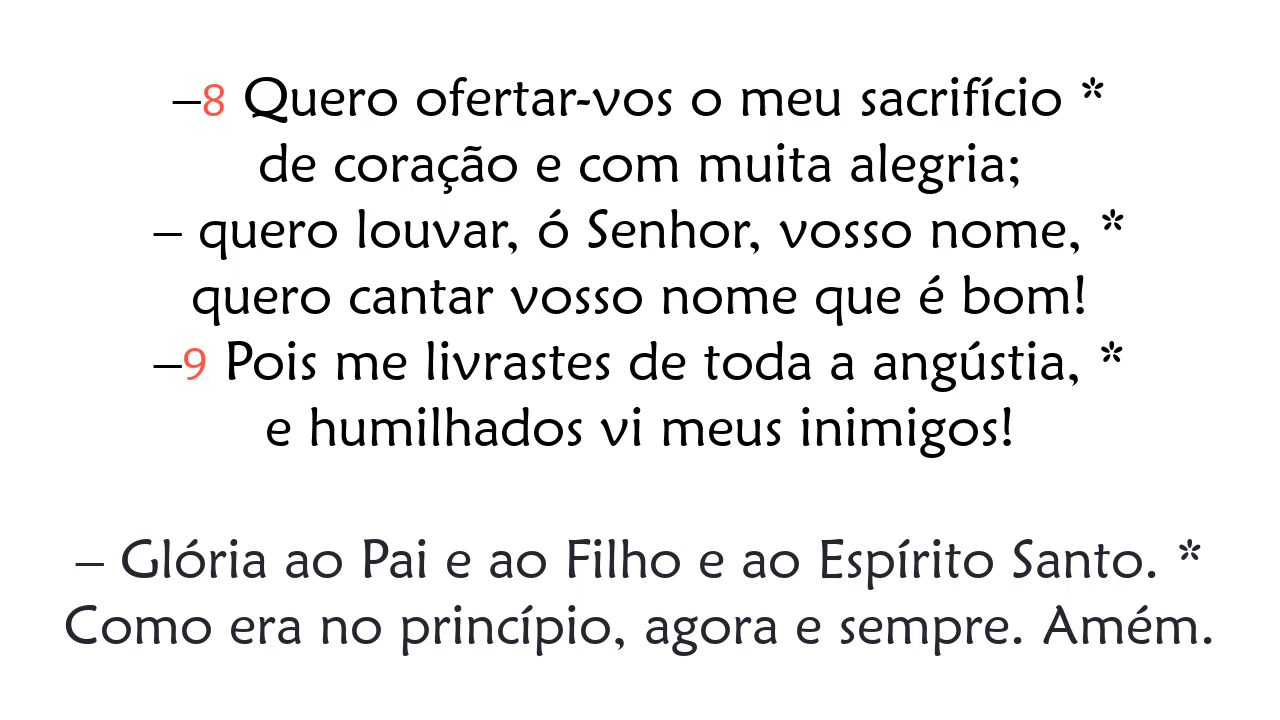 –8 Quero ofertar-vos o meu sacrifício *
de coração e com muita alegria;
– quero louvar, ó Senhor, vosso nome, *
quero cantar vosso nome que é bom!
–9 Pois me livrastes de toda a angústia, *
e humilhados vi meus inimigos!
– Glória ao Pai e ao Filho e ao Espírito Santo. *
Como era no princípio, agora e sempre. Amém.